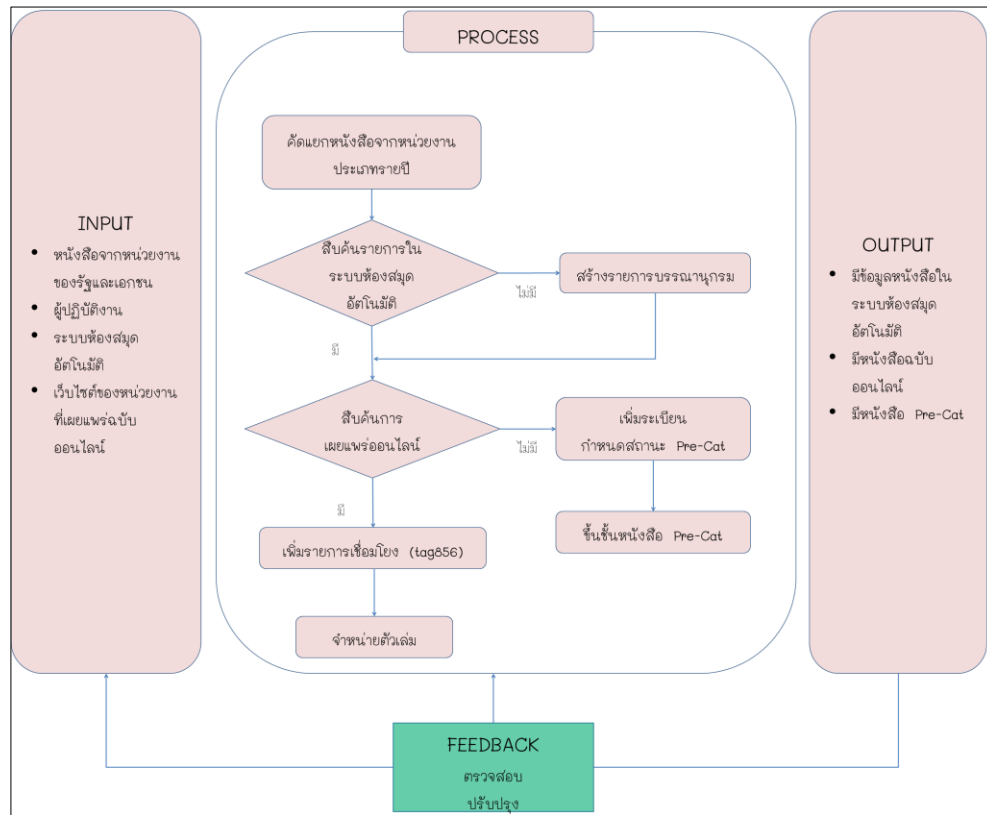 PROCESS
INPUT
• หนังสือจากหน่วยงาน
ของรัฐและเอกชน
• ผู้ปฏิบัติงาน
• ระบบห้องสมุด
อัตโนมัติ
• เว็บไซต์ของหน่วยงาน
ที่เผยแพร่ฉบับ
ออนไลน์
คัดแยกหนังสือจากหน่วยงาน
ประเภทรายปี
สืบค้นรายการใน
ระบบห้องสมุด
อัตโนมัติ
ไม่มี
สร้างรายการบรรณานุกรม
มี
สืบค้นการ
เผยแพร่ออนไลน์
ไม่มี
เพิ่มระเบียน
กำหนดสถานะ Pre-Cat
มี
ขึ้นชั้นหนังสือ Pre-Cat
เพิ่มรายการเชื่อมโยง (tag856)
จำหน่ายตัวเล่ม
OUTPUT
• มีข้อมูลหนังสือใน
ระบบห้องสมุด
อัตโนมัติ
• มีหนังสือฉบับ
ออนไลน์
• มีหนังสือ Pre-Cat
FEEDBACK
ตรวจสอบ
ปรับปรุง